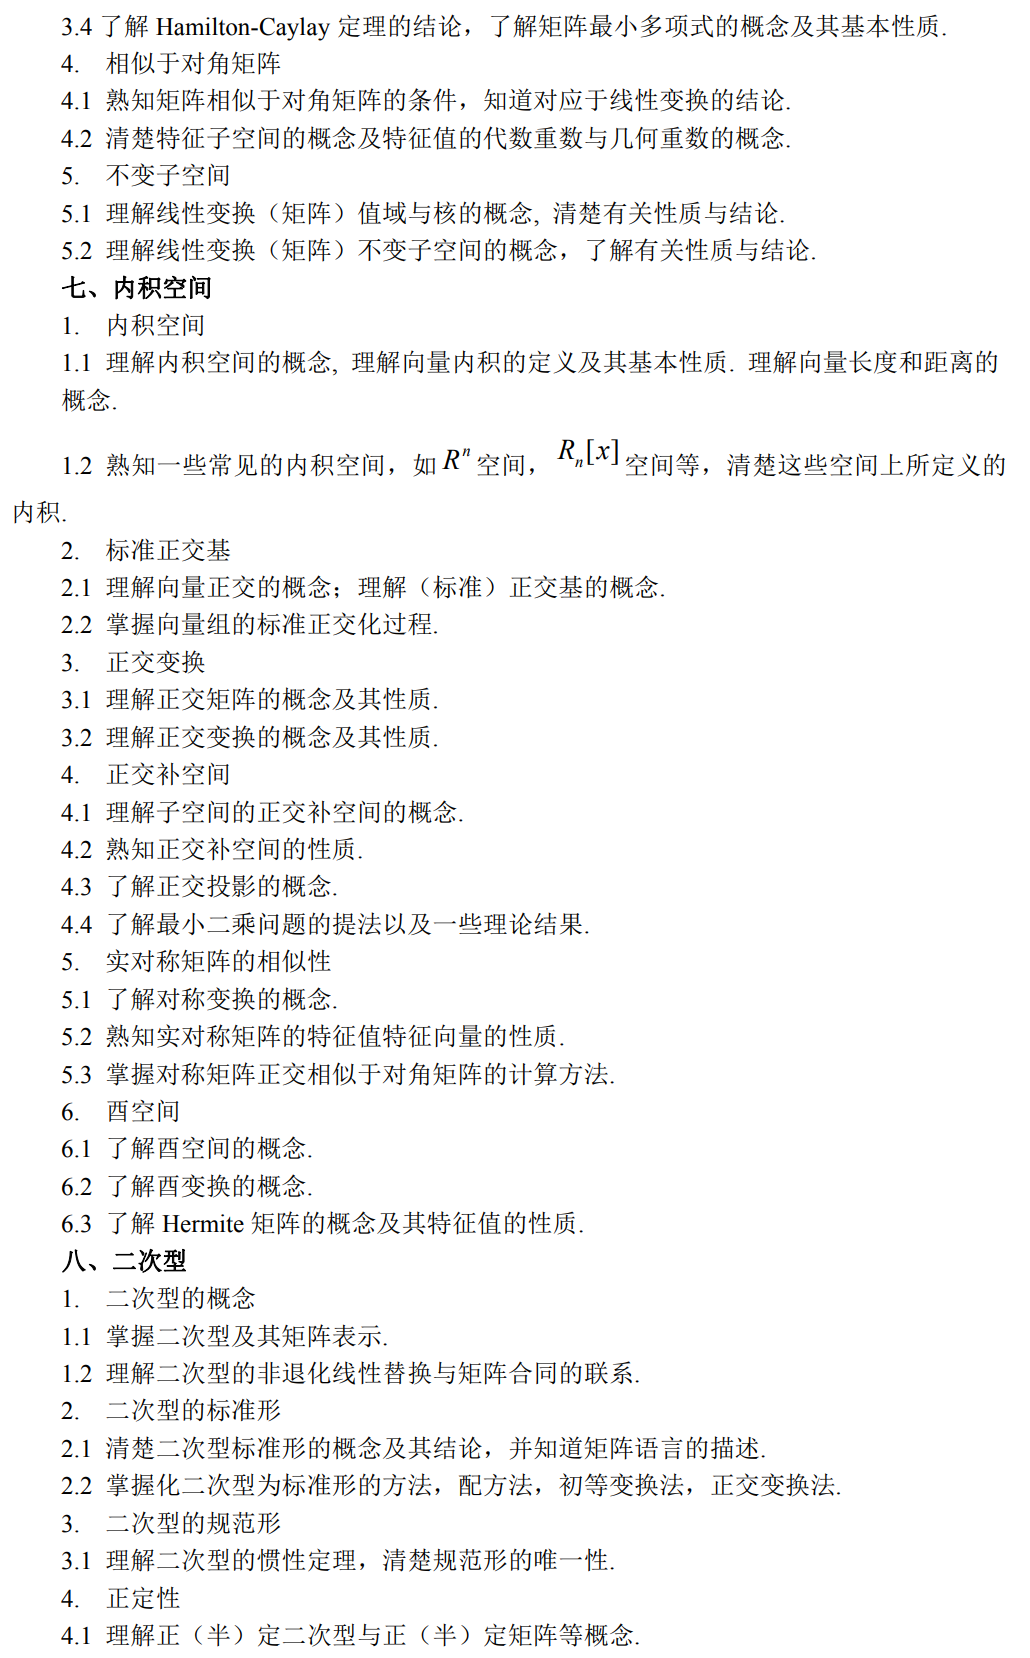 3.4 了解 Hamilton-Caylay 定理的结论，了解矩阵最小多项式的概念及其基本性质.
4. 相似于对角矩阵
4.1 熟知矩阵相似于对角矩阵的条件，知道对应于线性变换的结论.
4.2 清楚特征子空间的概念及特征值的代数重数与几何重数的概念.
5. 不变子空间
5.1 理解线性变换（矩阵）值域与核的概念, 清楚有关性质与结论.
5.2 理解线性变换（矩阵）不变子空间的概念，了解有关性质与结论.
七、内积空间
1. 内积空间
1.1 理解内积空间的概念, 理解向量内积的定义及其基本性质. 理解向量长度和距离的
概念.
1.2 熟知一些常见的内积空间，如 $R^n$ 空间， $R_n[x]$ 空间等，清楚这些空间上所定义的
内积.
2. 标准正交基
2.1 理解向量正交的概念；理解（标准）正交基的概念.
2.2 掌握向量组的标准正交化过程.
3. 正交变换
3.1 理解正交矩阵的概念及其性质.
3.2 理解正交变换的概念及其性质.
4. 正交补空间
4.1 理解子空间的正交补空间的概念.
4.2 熟知正交补空间的性质.
4.3 了解正交投影的概念.
4.4 了解最小二乘问题的提法以及一些理论结果.
5. 实对称矩阵的相似性
5.1 了解对称变换的概念.
5.2 熟知实对称矩阵的特征值特征向量的性质.
5.3 掌握对称矩阵正交相似于对角矩阵的计算方法.
6. 酉空间
6.1 了解酉空间的概念.
6.2 了解酉变换的概念.
6.3 了解 Hermite 矩阵的概念及其特征值的性质.
八、二次型
1. 二次型的概念
1.1 掌握二次型及其矩阵表示.
1.2 理解二次型的非退化线性替换与矩阵合同的联系.
2. 二次型的标准形
2.1 清楚二次型标准形的概念及其结论，并知道矩阵语言的描述.
2.2 掌握化二次型为标准形的方法，配方法，初等变换法，正交变换法.
3. 二次型的规范形
3.1 理解二次型的惯性定理，清楚规范形的唯一性.
4. 正定性
4.1 理解正（半）定二次型与正（半）定矩阵等概念.